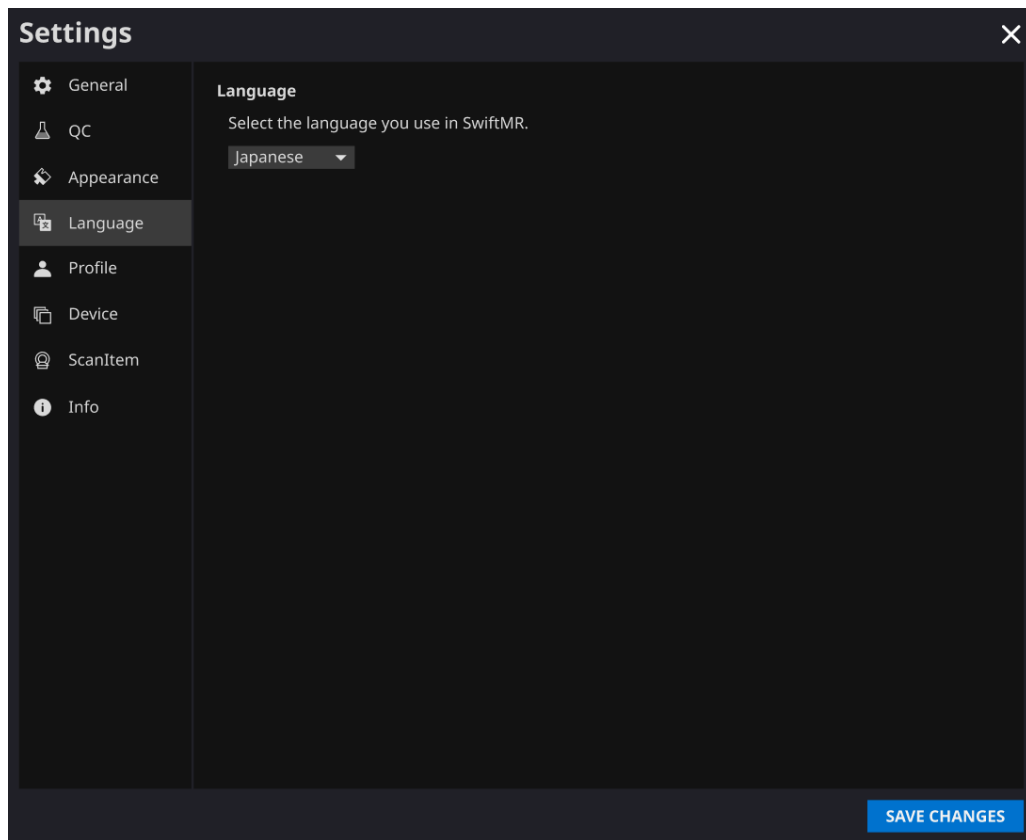 Settings
General
QC
Appearance
Language
Profile
Device
ScanItem
Info
Language
Select the language you use in SwiftMR.
Japanese
SAVE CHANGES